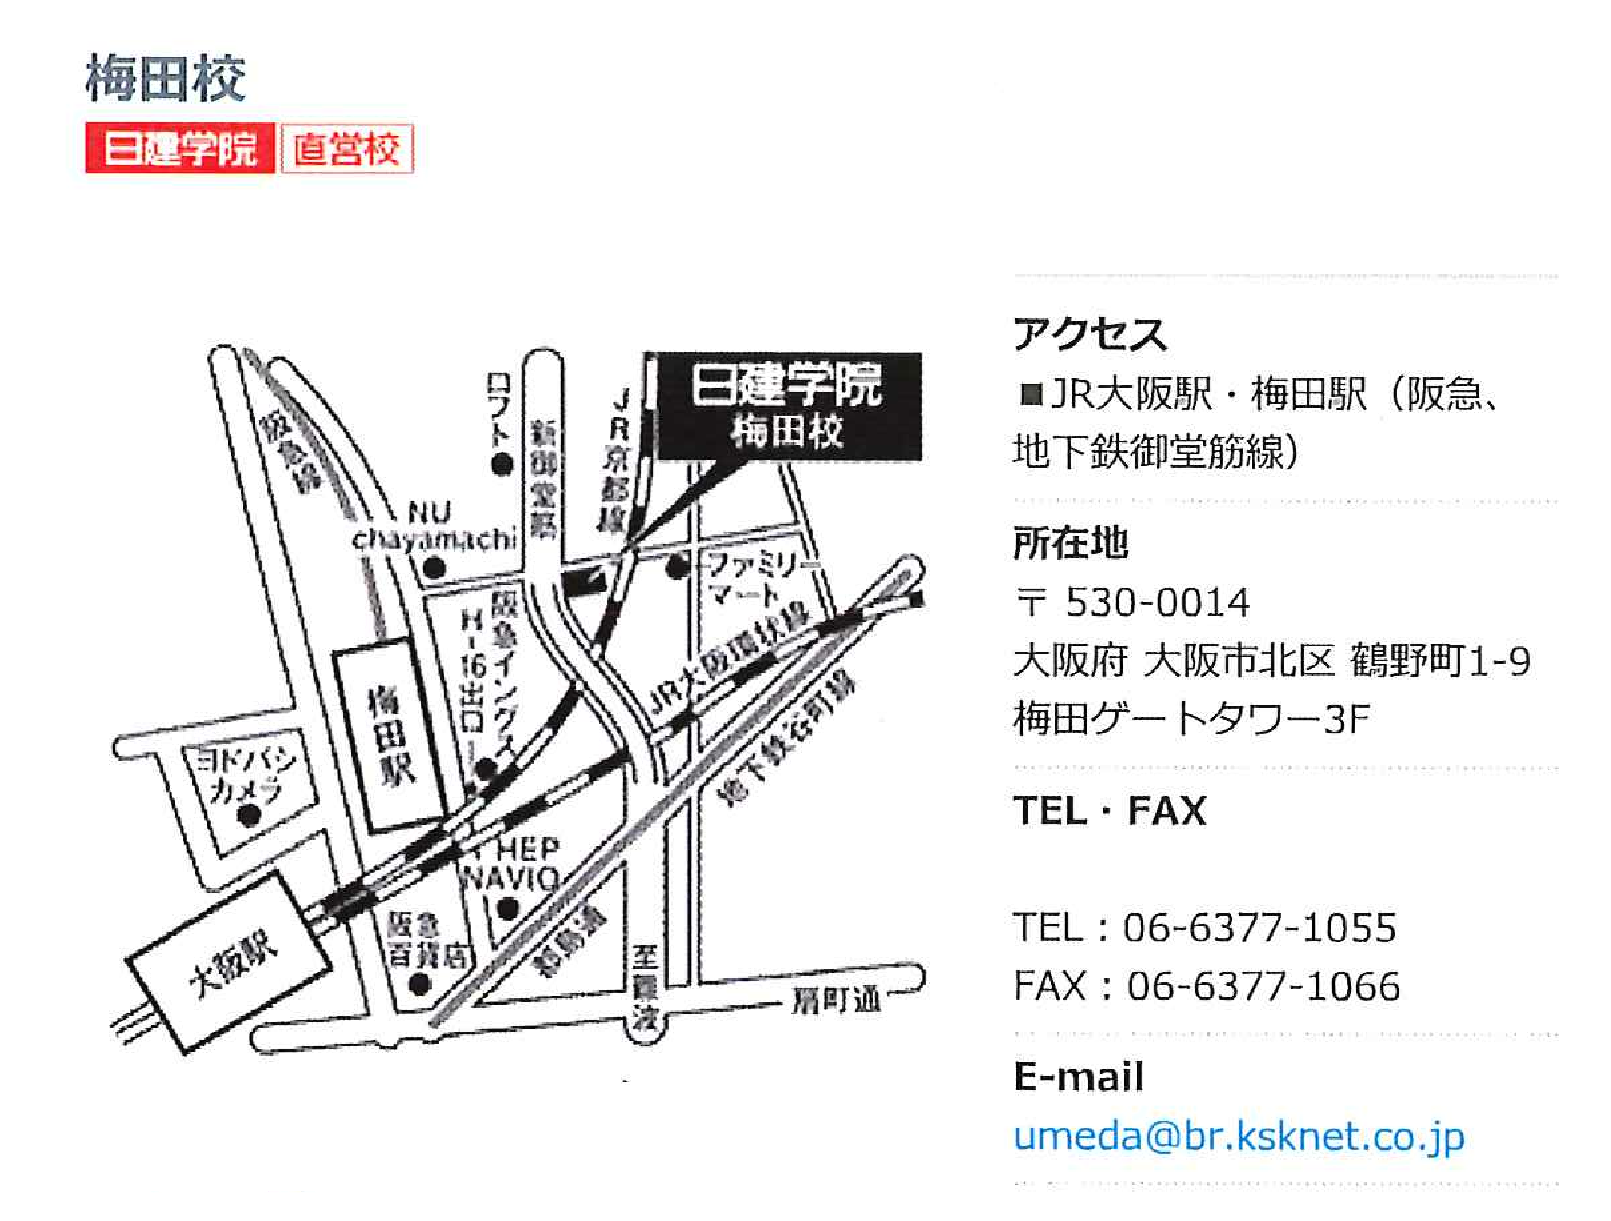 梅田校
日建学院 直営校
日建学院
梅田校
阪急線
ロフト
新御堂筋
JR京都線
NU
chayamachi
ファミリー
マート
阪急イングス
H-16出口
JR大阪環状線
地下鉄谷町線
梅田駅
ヨドバシ
カメラ
HEP
NAVIO
阪急
百貨店
都島通
大阪駅
至難波
扇町通
アクセス
■JR大阪駅・梅田駅（阪急、
地下鉄御堂筋線）
所在地
〒 530-0014
大阪府 大阪市北区 鶴野町1-9
梅田ゲートタワー3F
TEL・FAX
TEL：06-6377-1055
FAX：06-6377-1066
E-mail
umeda@br.ksknet.co.jp